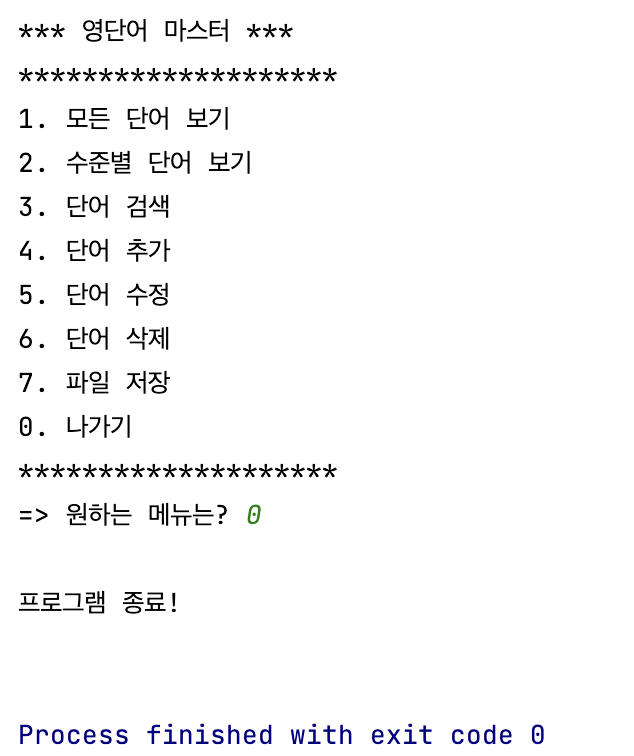 *** 영단어 마스터 ***
********************
1. 모든 단어 보기
2. 수준별 단어 보기
3. 단어 검색
4. 단어 추가
5. 단어 수정
6. 단어 삭제
7. 파일 저장
0. 나가기
********************
=> 원하는 메뉴는? 0
프로그램 종료!
Process finished with exit code 0